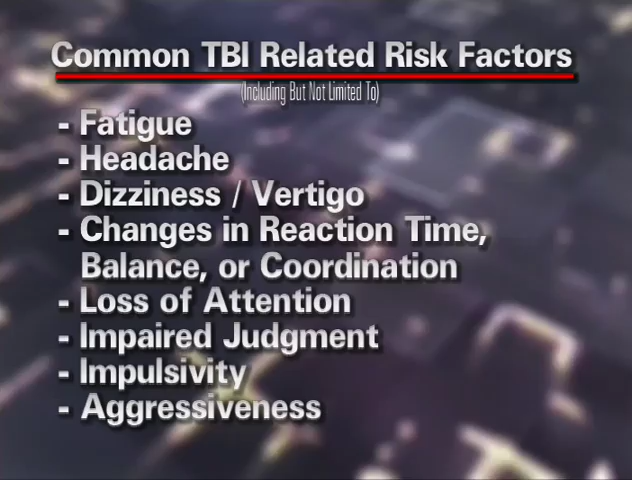 Common TBI Related Risk Factors
(Including But Not Limited To)
- Fatigue
- Headache
- Dizziness / Vertigo
- Changes in Reaction Time,
Balance, or Coordination
- Loss of Attention
- Impaired Judgment
- Impulsivity
- Aggressiveness